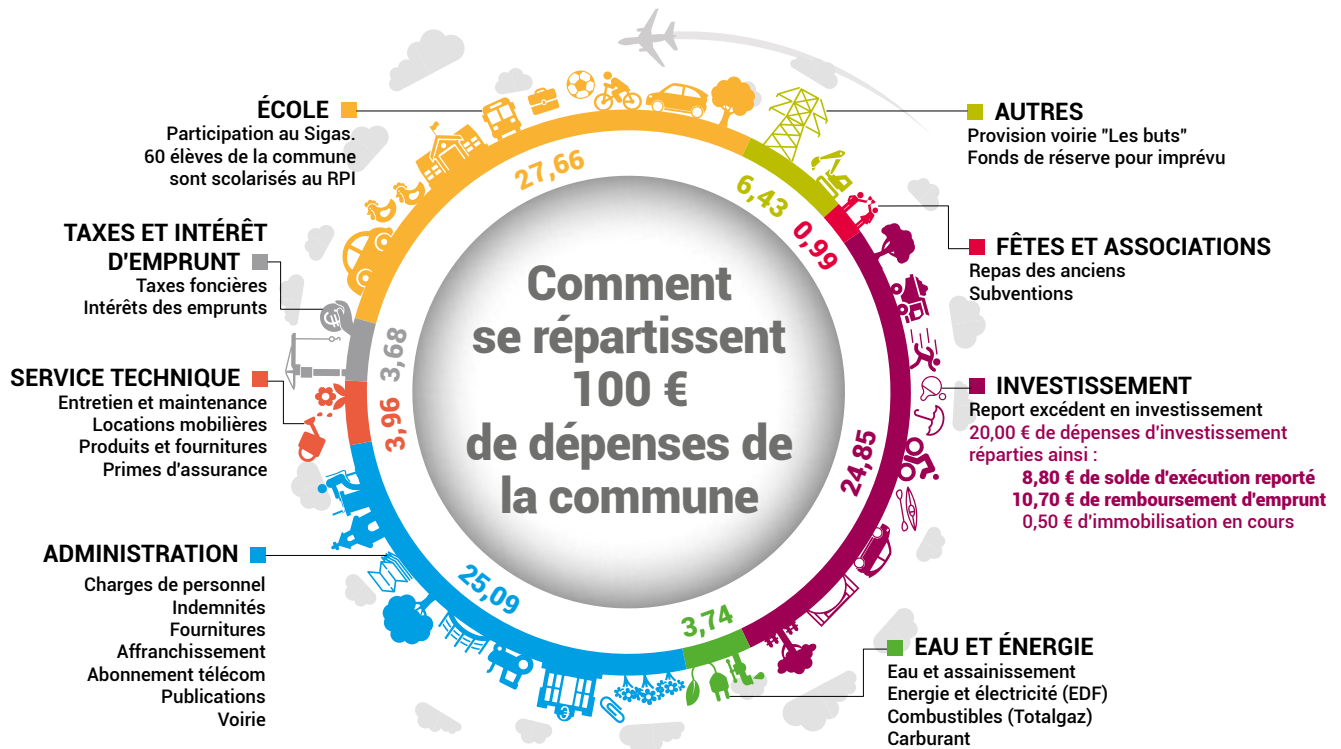 Comment
se répartissent
100 €
de dépenses de
la commune
ÉCOLE
Participation au Sigas.
60 élèves de la commune
sont scolarisés au RPI
27,66
TAXES ET INTÉRÊT
D'EMPRUNT
Taxes foncières
Intérêts des emprunts
3,68
SERVICE TECHNIQUE
Entretien et maintenance
Locations mobilières
Produits et fournitures
Primes d'assurance
3,96
ADMINISTRATION
Charges de personnel
Indemnités
Fournitures
Affranchissement
Abonnement télécom
Publications
Voirie
25,09
AUTRES
Provision voirie "Les buts"
Fonds de réserve pour imprévu
6,43
FÊTES ET ASSOCIATIONS
Repas des anciens
Subventions
0,99
INVESTISSEMENT
Report excédent en investissement
20,00 € de dépenses d'investissement
réparties ainsi :
8,80 € de solde d'exécution reporté
10,70 € de remboursement d'emprunt
0,50 € d'immobilisation en cours
24,85
EAU ET ÉNERGIE
Eau et assainissement
Energie et électricité (EDF)
Combustibles (Totalgaz)
Carburant
3,74